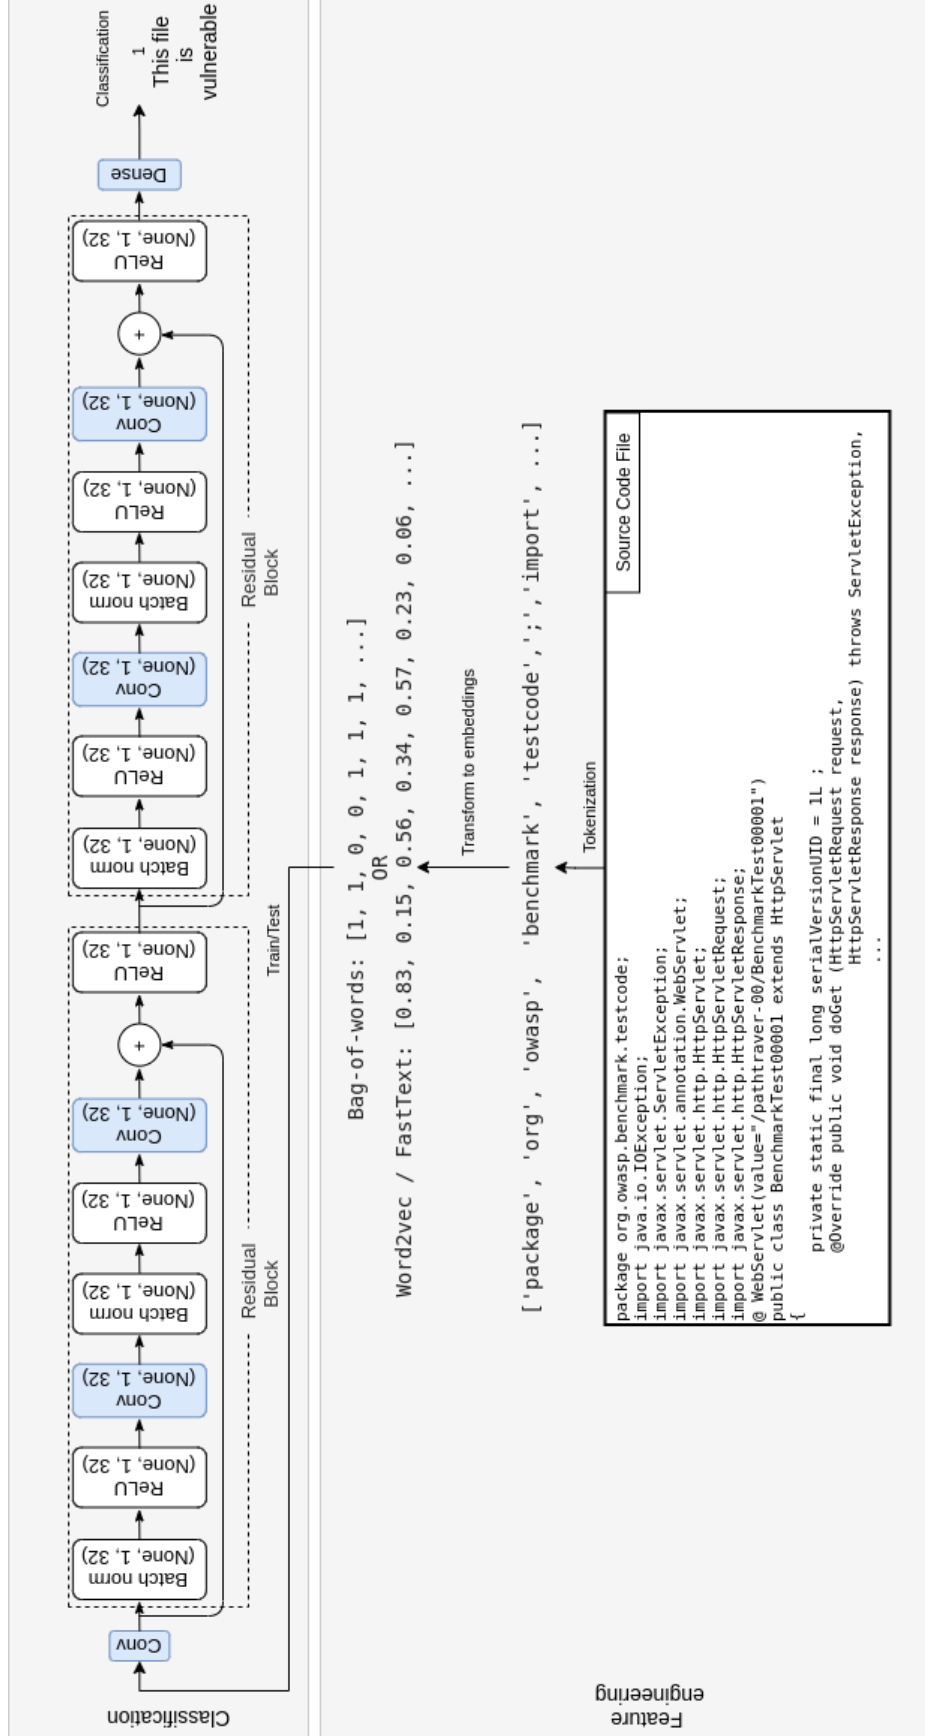 Classification
Conv
Batch norm
(None, 1, 32)
ReLU
(None, 1, 32)
Conv
(None, 1, 32)
Batch norm
(None, 1, 32)
ReLU
(None, 1, 32)
Conv
(None, 1, 32)
+
ReLU
(None, 1, 32)
Residual
Block
Batch norm
(None, 1, 32)
ReLU
(None, 1, 32)
Conv
(None, 1, 32)
Batch norm
(None, 1, 32)
ReLU
(None, 1, 32)
Conv
(None, 1, 32)
+
ReLU
(None, 1, 32)
Residual
Block
Dense
Classification
1
This file
is
vulnerable
Train/Test
Feature
engineering
Bag-of-words: [1, 1, 0, 0, 1, 1, 1, ...]
OR
Word2vec / FastText: [0.83, 0.15, 0.56, 0.34, 0.57, 0.23, 0.06, ...]
Transform to embeddings
['package', 'org', 'owasp', 'benchmark', 'testcode',';','import', ...]
Tokenization
Source Code File
package org.owasp.benchmark.testcode;
import java.io.IOException;
import javax.servlet.ServletException;
import javax.servlet.annotation.WebServlet;
import javax.servlet.http.HttpServlet;
import javax.servlet.http.HttpServletRequest;
import javax.servlet.http.HttpServletResponse;
@ WebServlet(value="/pathtraver-00/BenchmarkTest00001")
public class BenchmarkTest00001 extends HttpServlet
{
private static final long serialVersionUID = 1L ;
@Override public void doGet (HttpServletRequest request,
HttpServletResponse response) throws ServletException,
...